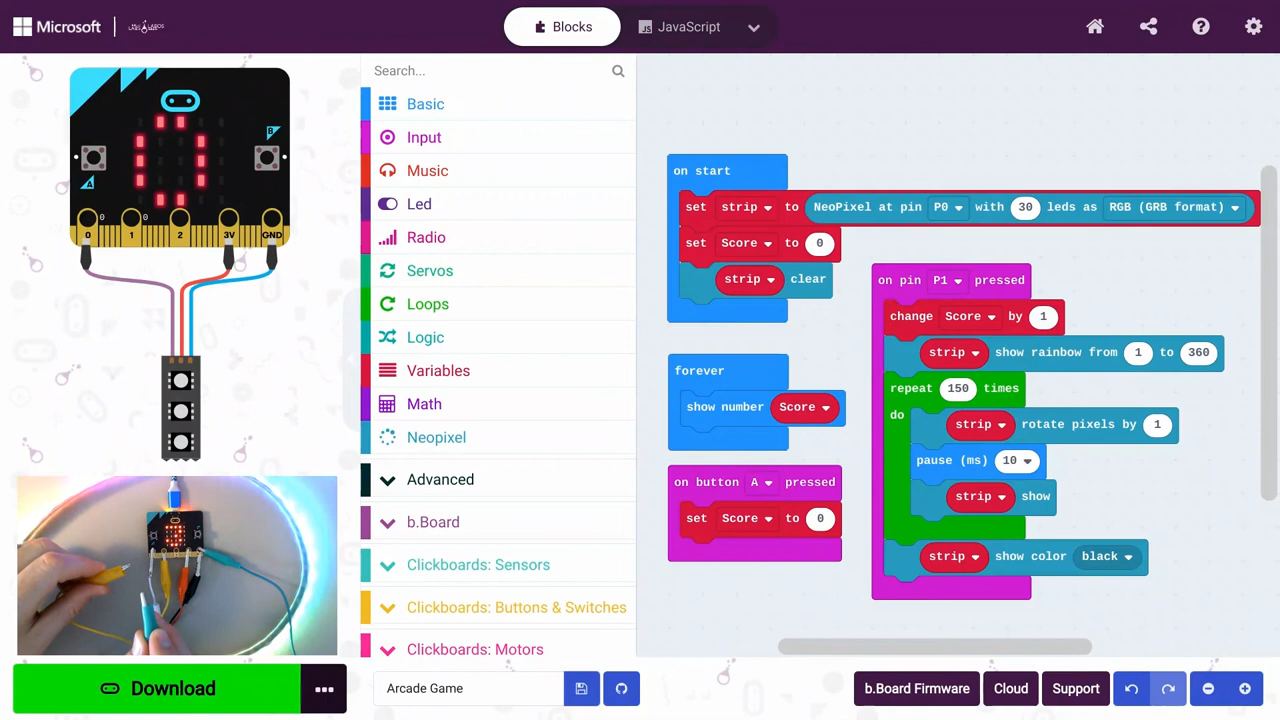 Microsoft
Blocks
JS JavaScript
Search...
Basic
Input
Music
Led
Radio
Servos
Loops
Logic
Variables
Math
Neopixel
Advanced
b.Board
Clickboards: Sensors
Clickboards: Buttons & Switches
Clickboards: Motors
A
B
0 0
0
0 1 2 3V GND
on start
set strip to NeoPixel at pin P0 with 30 leds as RGB (GRB format)
set Score to 0
strip clear
forever
show number Score
on button A pressed
set Score to 0
on pin P1 pressed
change Score by 1
strip show rainbow from 1 to 360
repeat 150 times
do
strip rotate pixels by 1
pause (ms) 10
strip show
strip show color black
Download
...
Arcade Game
b.Board Firmware
Cloud
Support